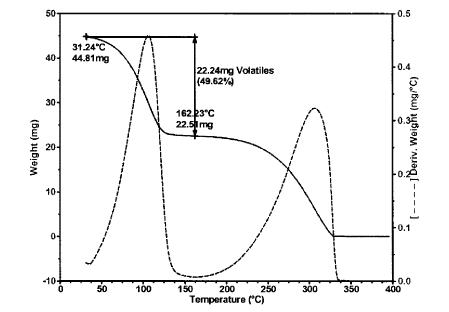 50
40
30
20
10
0
-10
Weight (mg)
31.24°C
44.81mg
22.24mg Volatiles
(49.62%)
162.23°C
22.51mg
0.5
0.4
0.3
0.2
0.1
0.0
[ – – – – ] Deriv. Weight (mg/°C)
0
50
100
150
200
250
300
350
400
Temperature (°C)